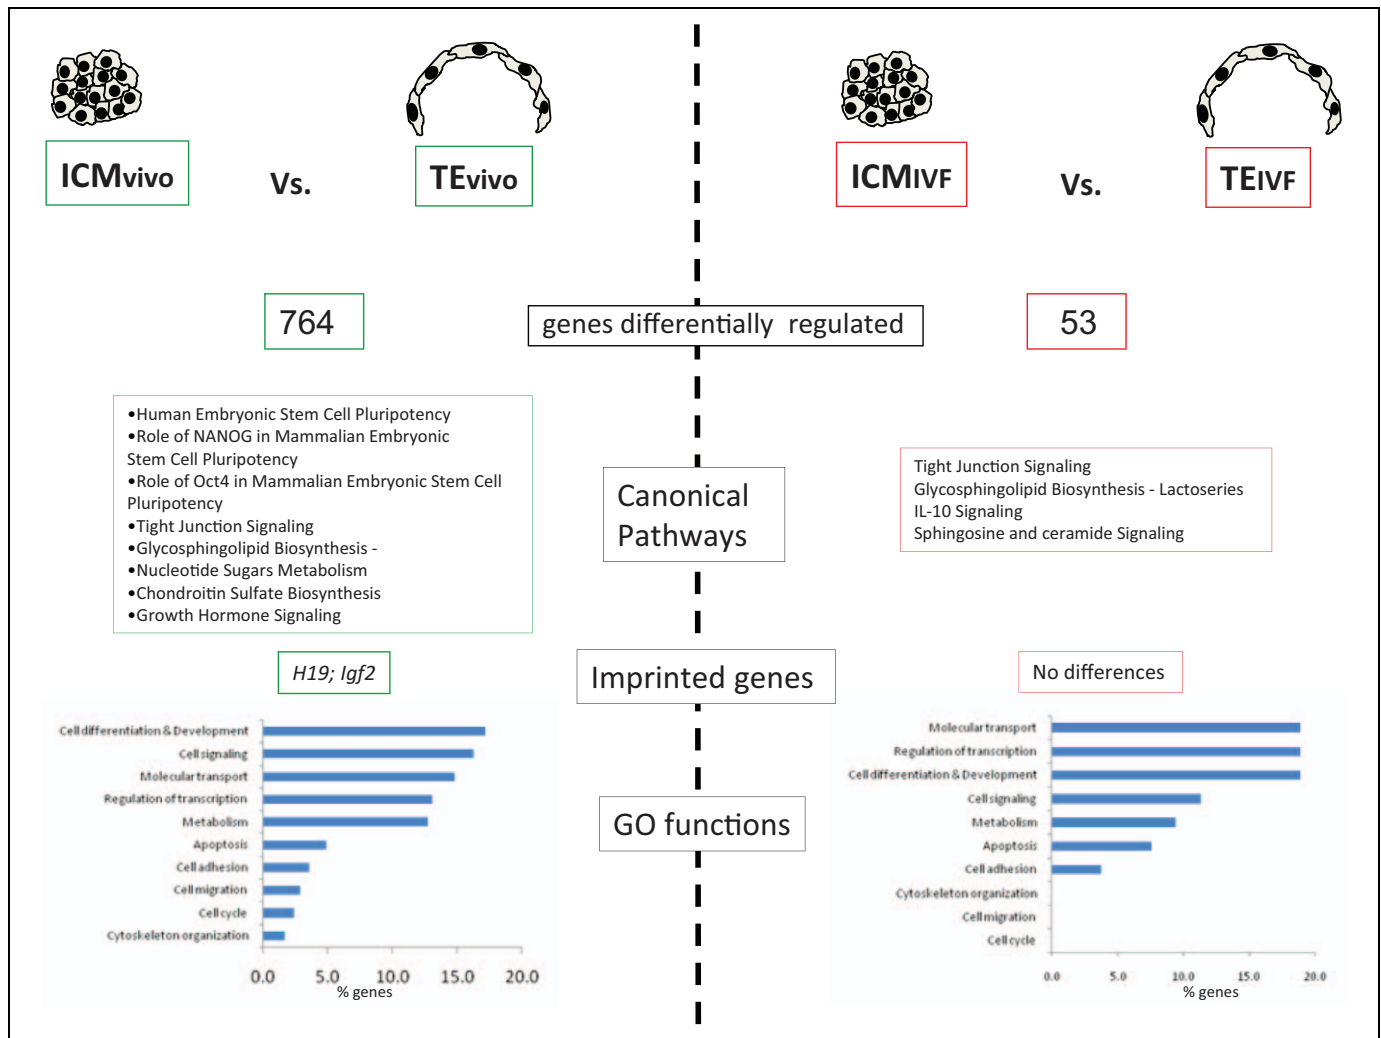 ICMvivo Vs. TEvivo
ICMIVF Vs. TEIVF
764
genes differentially regulated
53
•Human Embryonic Stem Cell Pluripotency
•Role of NANOG in Mammalian Embryonic
Stem Cell Pluripotency
•Role of Oct4 in Mammalian Embryonic Stem Cell
Pluripotency
•Tight Junction Signaling
•Glycosphingolipid Biosynthesis -
•Nucleotide Sugars Metabolism
•Chondroitin Sulfate Biosynthesis
•Growth Hormone Signaling
Canonical
Pathways
Tight Junction Signaling
Glycosphingolipid Biosynthesis - Lactoseries
IL-10 Signaling
Sphingosine and ceramide Signaling
H19; Igf2
Imprinted genes
No differences
Cell differentiation & Development
Cell signaling
Molecular transport
Regulation of transcription
Metabolism
Apoptosis
Cell adhesion
Cell migration
Cell cycle
Cytoskeleton organization
0.0 5.0 10.0 15.0 20.0
% genes
GO functions
Molecular transport
Regulation of transcription
Cell differentiation & Development
Cell signaling
Metabolism
Apoptosis
Cell adhesion
Cytoskeleton organization
Cell migration
Cell cycle
0.0 5.0 10.0 15.0 20.0
% genes